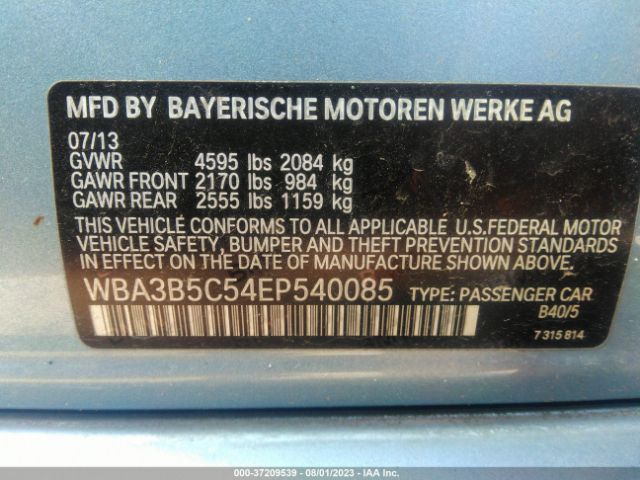 MFD BY BAYERISCHE MOTOREN WERKE AG
07/13
GVWR 4595 lbs 2084 kg
GAWR FRONT 2170 lbs 984 kg
GAWR REAR 2555 lbs 1159 kg
THIS VEHICLE CONFORMS TO ALL APPLICABLE U.S.FEDERAL MOTOR
VEHICLE SAFETY, BUMPER AND THEFT PREVENTION STANDARDS
IN EFFECT ON THE DATE OF MANUFACTURE SHOWN ABOVE.
WBA3B5C54EP540085 TYPE: PASSENGER CAR
B40/5
7 315 814
000-37209539 - 08/01/2023 - IAA Inc.